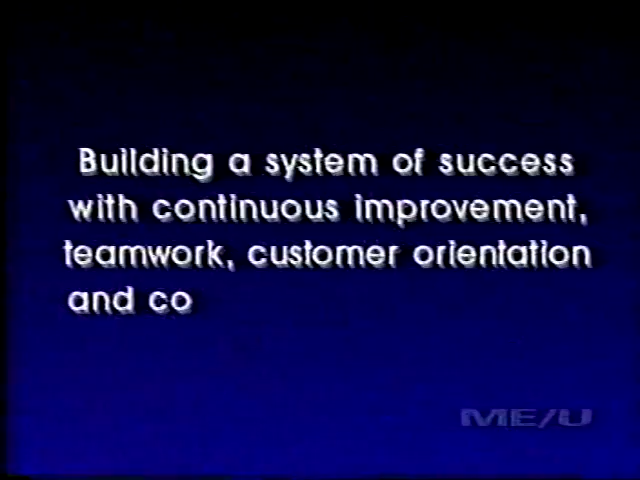 Building a system of success
with continuous improvement,
teamwork, customer orientation
and co
ME/U